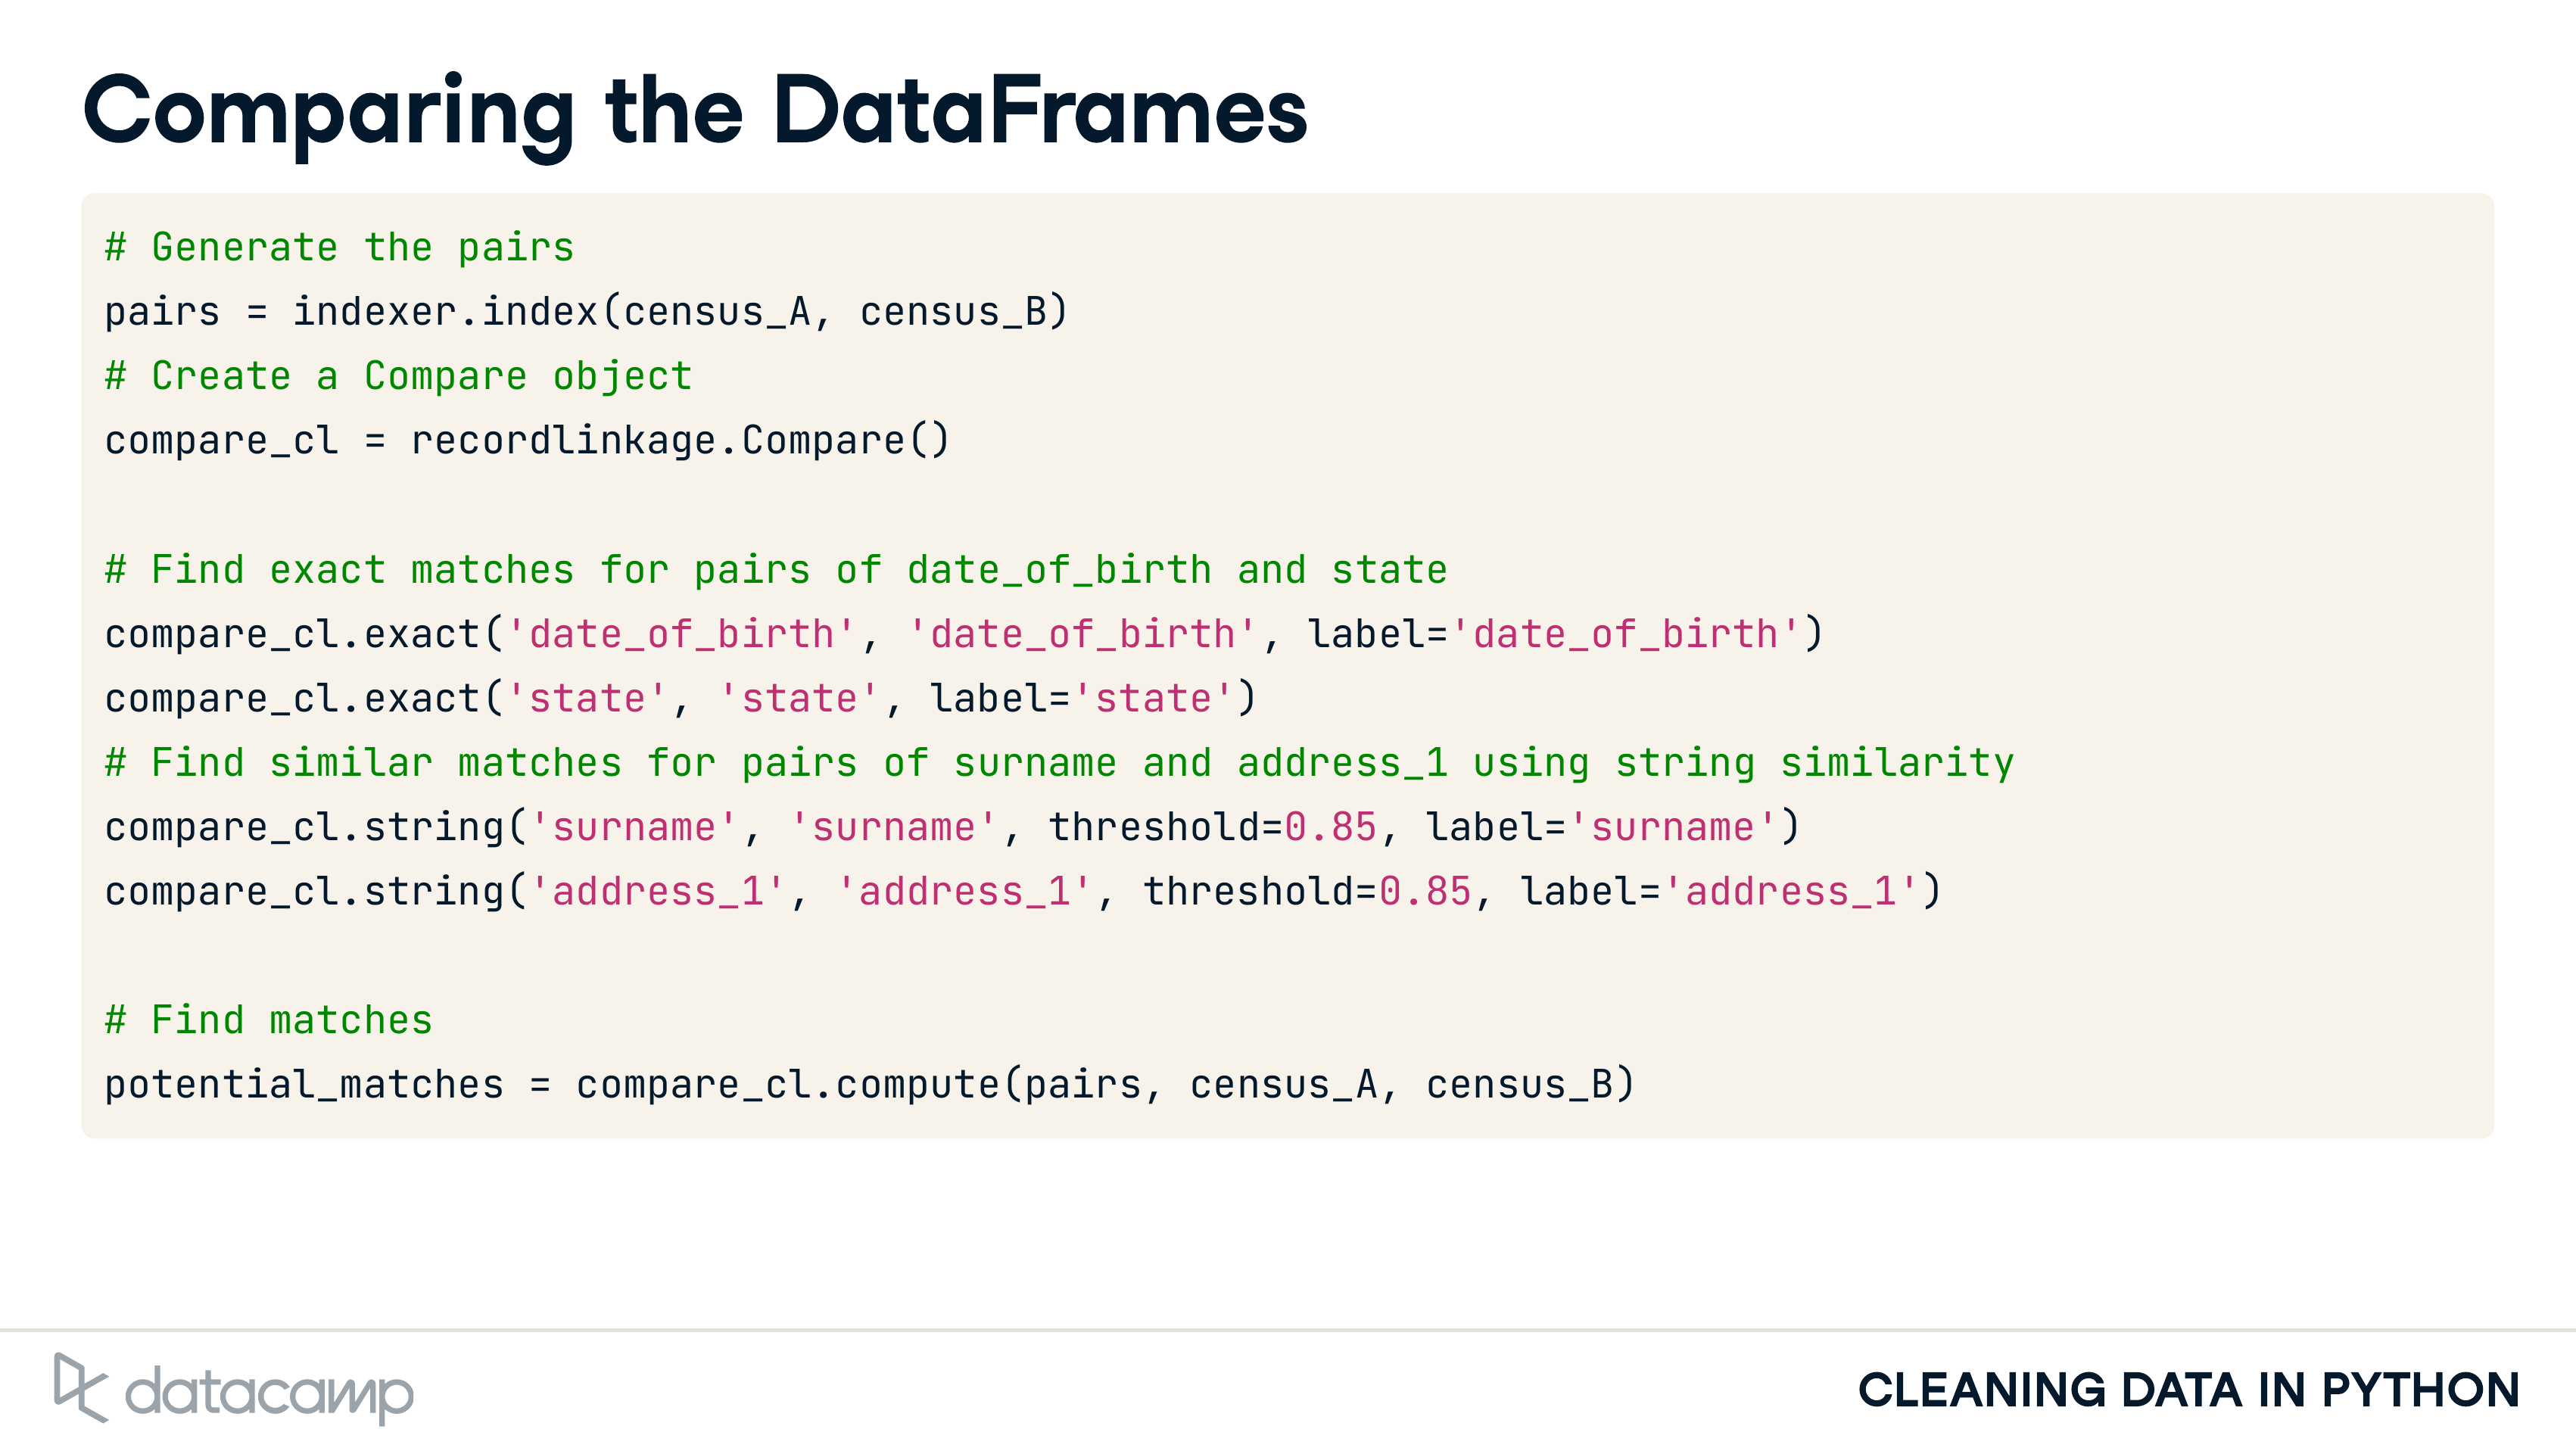 Comparing the DataFrames
# Generate the pairs
pairs = indexer.index(census_A, census_B)
# Create a Compare object
compare_cl = recordlinkage.Compare()
# Find exact matches for pairs of date_of_birth and state
compare_cl.exact('date_of_birth', 'date_of_birth', label='date_of_birth')
compare_cl.exact('state', 'state', label='state')
# Find similar matches for pairs of surname and address_1 using string similarity
compare_cl.string('surname', 'surname', threshold=0.85, label='surname')
compare_cl.string('address_1', 'address_1', threshold=0.85, label='address_1')
# Find matches
potential_matches = compare_cl.compute(pairs, census_A, census_B)
datacamp
CLEANING DATA IN PYTHON